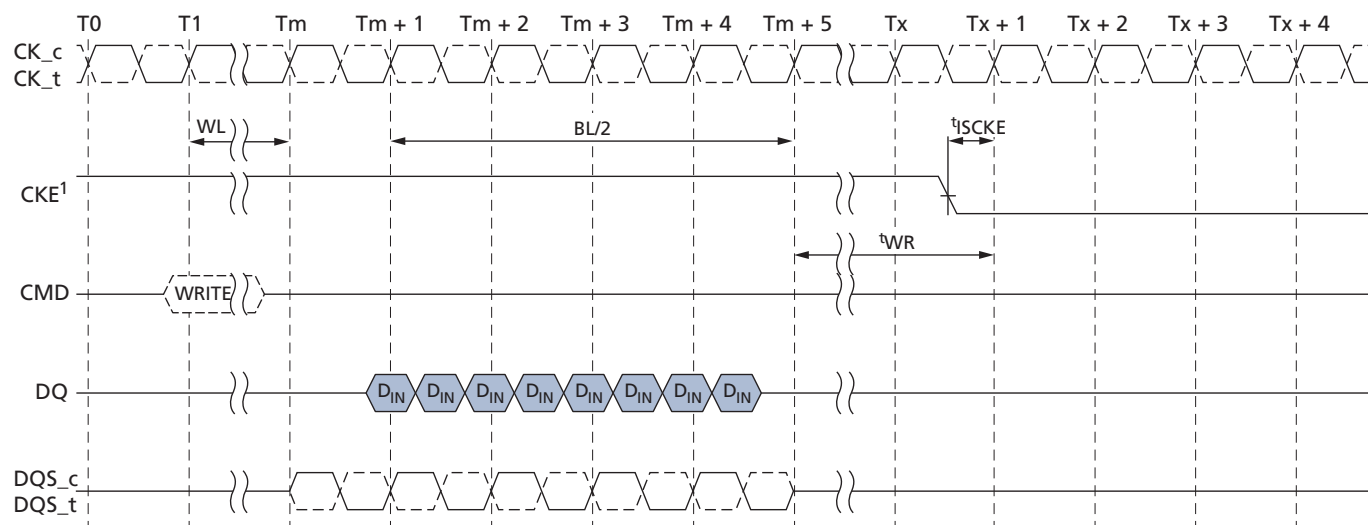 T0 T1 Tm Tm + 1 Tm + 2 Tm + 3 Tm + 4 Tm + 5 Tx Tx + 1 Tx + 2 Tx + 3 Tx + 4
CK_c
CK_t
WL BL/2 tISCKE
CKE1
tWR
CMD WRITE
DQ DIN DIN DIN DIN DIN DIN DIN DIN
DQS_c
DQS_t